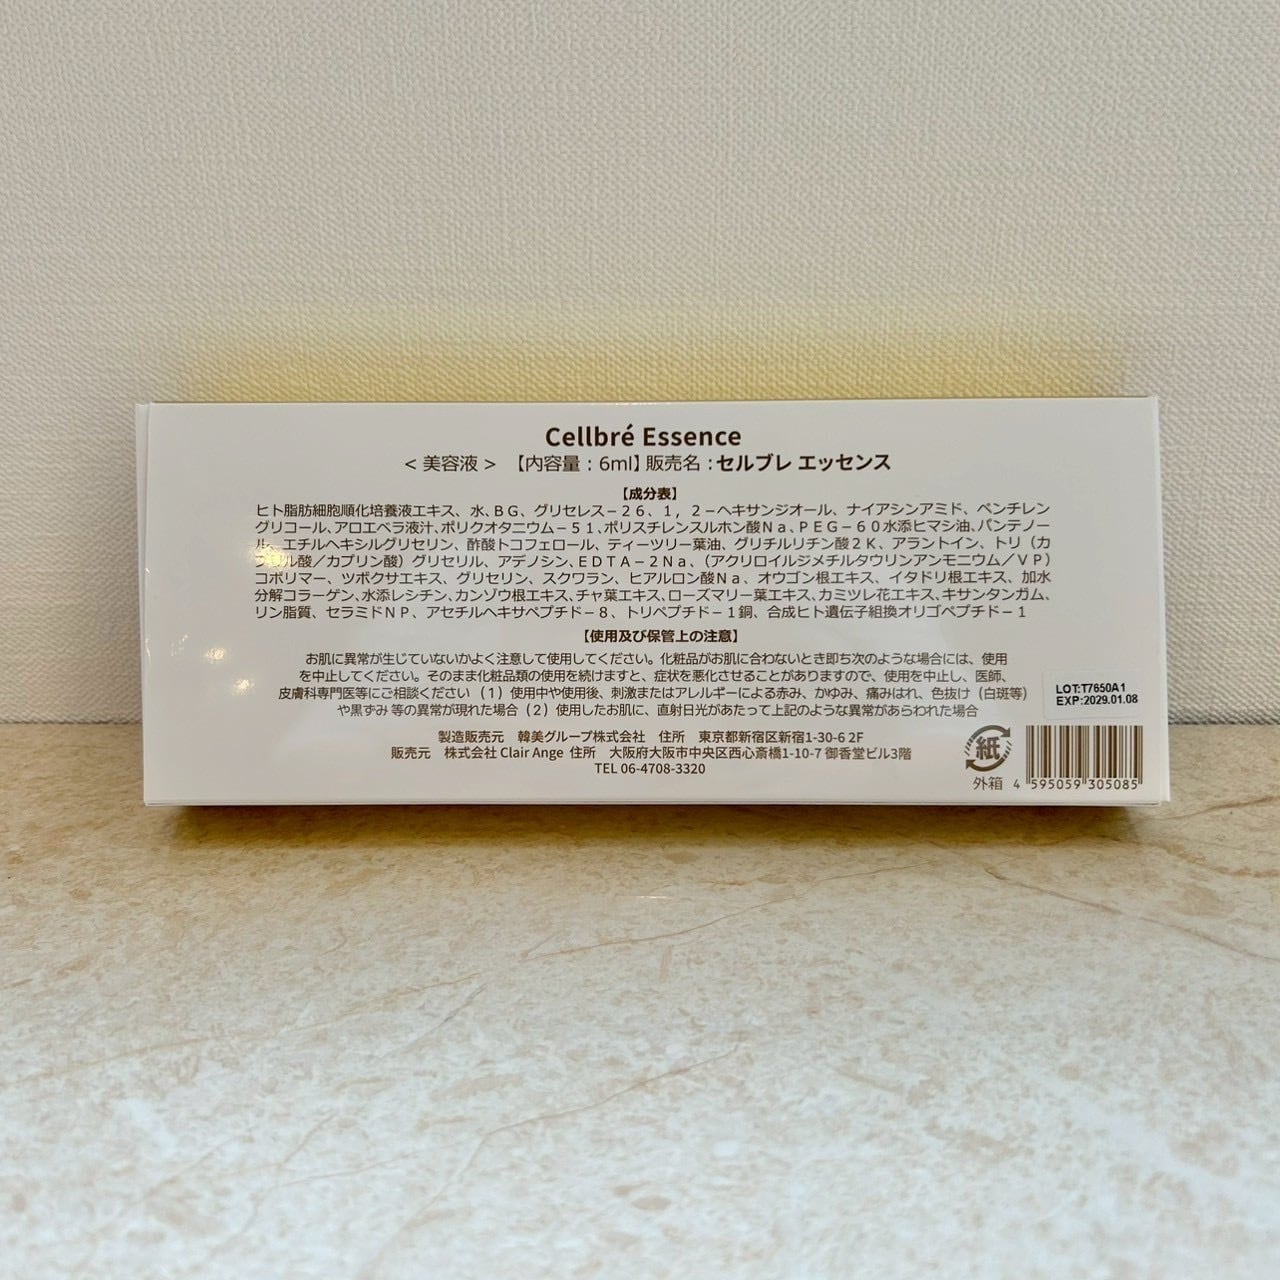 Cellbré Essence
< 美容液 > 【内容量：6ml】販売名：セルブレ エッセンス
【成分表】
ヒト脂肪細胞順化培養液エキス、水、ＢＧ、グリセレス－２６、１，２－ヘキサンジオール、ナイアシンアミド、ペンチレン
グリコール、アロエベラ液汁、ポリクオタニウム－５１、ポリスチレンスルホン酸Ｎａ、ＰＥＧ－６０水添ヒマシ油、パンテノー
ル、エチルヘキシルグリセリン、酢酸トコフェロール、ティーツリー葉油、グリチルリチン酸２Ｋ、アラントイン、トリ（カ
プリル酸／カプリン酸）グリセリル、アデノシン、ＥＤＴＡ－２Ｎａ、（アクリロイルジメチルタウリンアンモニウム／ＶＰ）
コポリマー、ツボクサエキス、グリセリン、スクワラン、ヒアルロン酸Ｎａ、オウゴン根エキス、イタドリ根エキス、加水
分解コラーゲン、水添レシチン、カンゾウ根エキス、チャ葉エキス、ローズマリー葉エキス、カミツレ花エキス、キサンタンガム、
リン脂質、セラミドＮＰ、アセチルヘキサペプチド－８、トリペプチド－１銅、合成ヒト遺伝子組換オリゴペプチド－１
【使用及び保管上の注意】
お肌に異常が生じていないかよく注意して使用してください。化粧品がお肌に合わないとき即ち次のような場合には、使用
を中止してください。そのまま化粧品類の使用を続けますと、症状を悪化させることがありますので、使用を中止し、医師、
皮膚科専門医等にご相談ください（1）使用中や使用後、刺激またはアレルギーによる赤み、かゆみ、痛みはれ、色抜け（白斑等）
や黒ずみ 等の異常が現れた場合（2）使用したお肌に、直射日光があたって上記のような異常があらわれた場合
LOT:T7650A1
EXP:2029.01.08
製造販売元 韓美グループ株式会社 住所 東京都新宿区新宿1-30-6 2F
販売元 株式会社 Clair Ange 住所 大阪府大阪市中央区西心斎橋1-10-7 御香堂ビル3階
TEL 06-4708-3320
紙
外箱
4 595059 305085